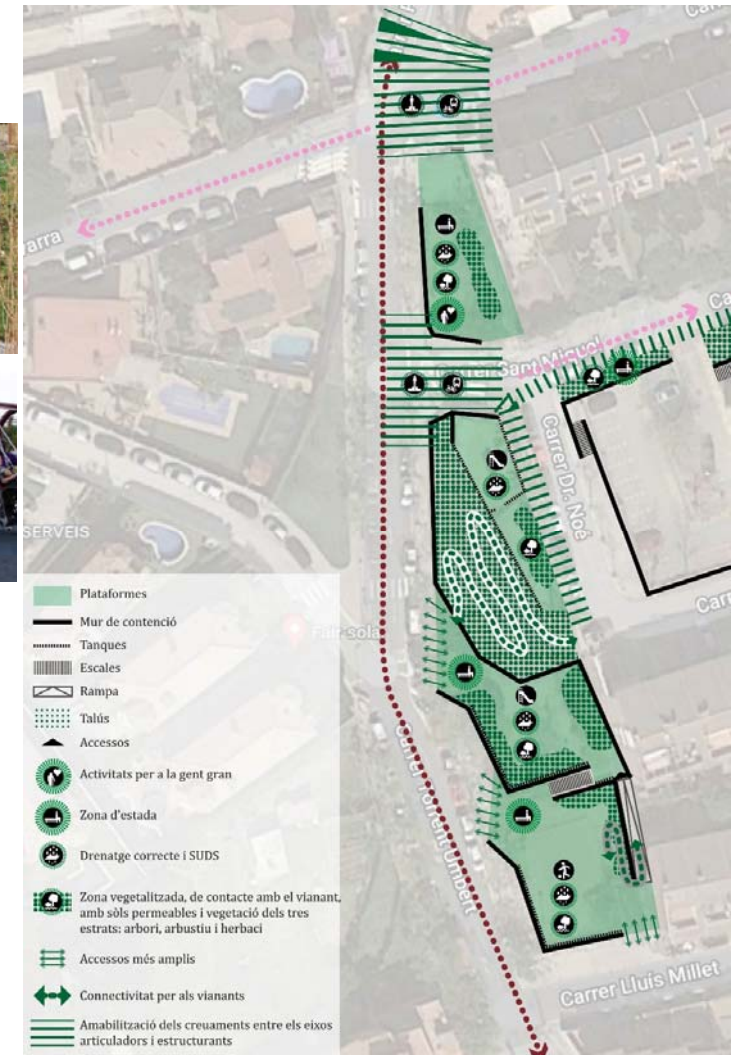 Carrer Sant Miquel
Carrer Dr. Noé
SERVEIS
Carrer Torrent Umbert
Carrer Lluís Millet
Plataformes
Mur de contenció
Tanques
Escales
Rampa
Talús
Accessos
Activitats per a la gent gran
Zona d'estada
Drenatge correcte i SUDS
Zona vegetalitzada, de contacte amb el vianant,
amb sòls permeables i vegetació dels tres
estrats: arbori, arbustiu i herbaci
Accessos més amplis
Connectivitat per als vianants
Amabilització dels creuaments entre els eixos
articuladors i estructurants